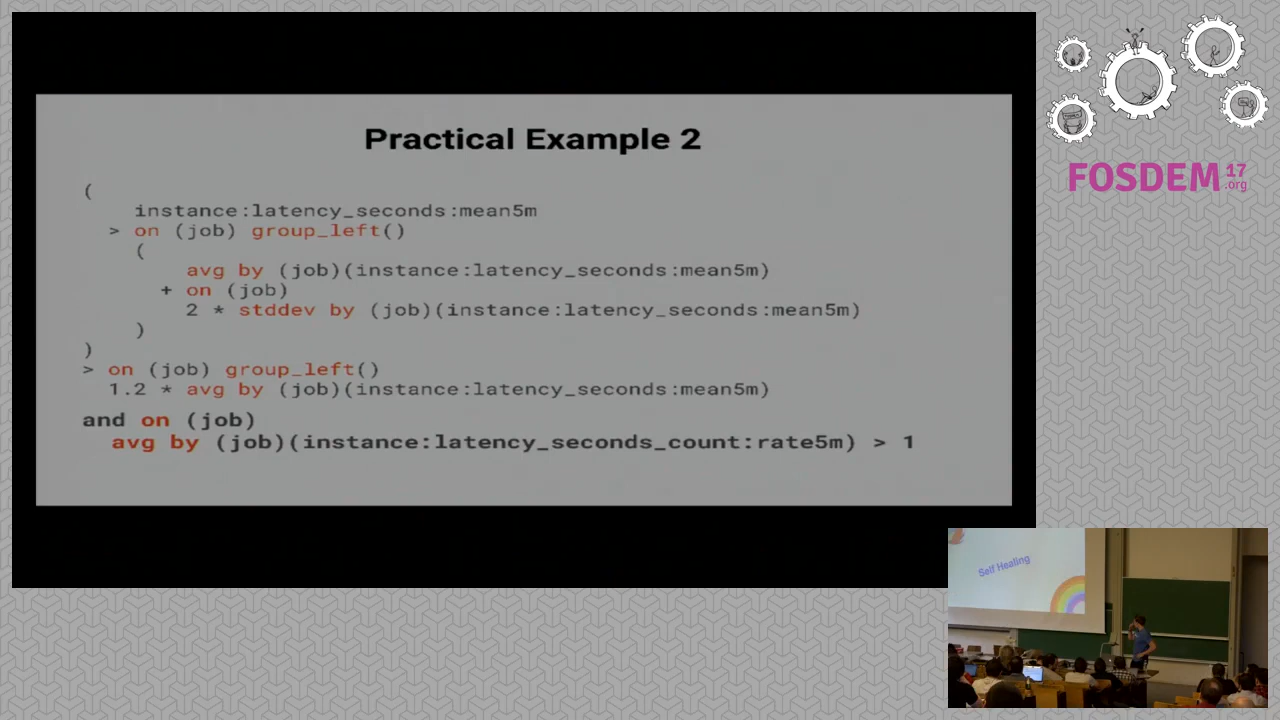 Practical Example 2
(
instance:latency_seconds:mean5m
> on (job) group_left()
(
avg by (job)(instance:latency_seconds:mean5m)
+ on (job)
2 * stddev by (job)(instance:latency_seconds:mean5m)
)
)
> on (job) group_left()
1.2 * avg by (job)(instance:latency_seconds:mean5m)
and on (job)
avg by (job)(instance:latency_seconds_count:rate5m) > 1
FOSDEM 17
.org
Self Healing